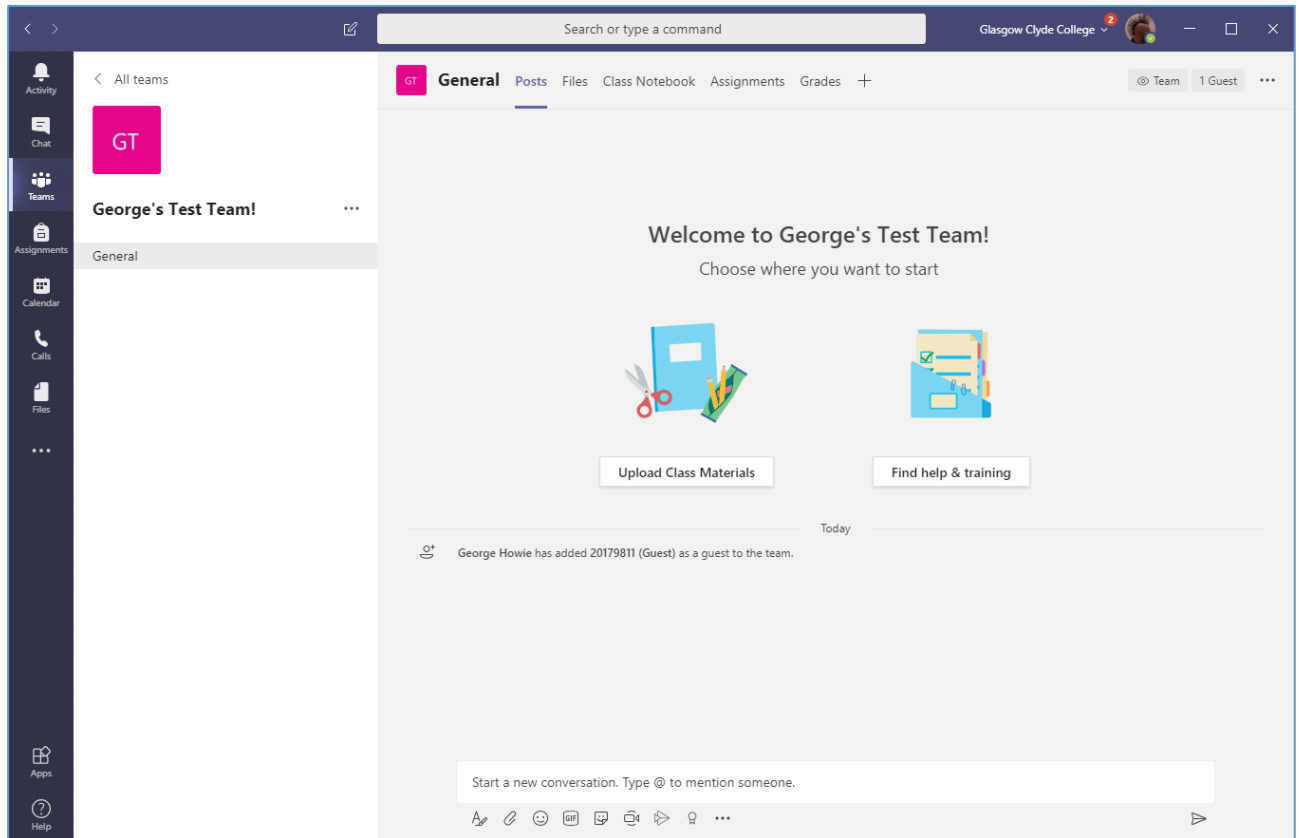 Search or type a command
Glasgow Clyde College
2
Activity
Chat
Teams
Assignments
Calendar
Calls
Files
Apps
Help
All teams
GT
George's Test Team!
General
GT General Posts Files Class Notebook Assignments Grades
Team 1 Guest
Welcome to George's Test Team!
Choose where you want to start
Upload Class Materials
Find help & training
Today
George Howie has added 20179811 (Guest) as a guest to the team.
Start a new conversation. Type @ to mention someone.
GIF